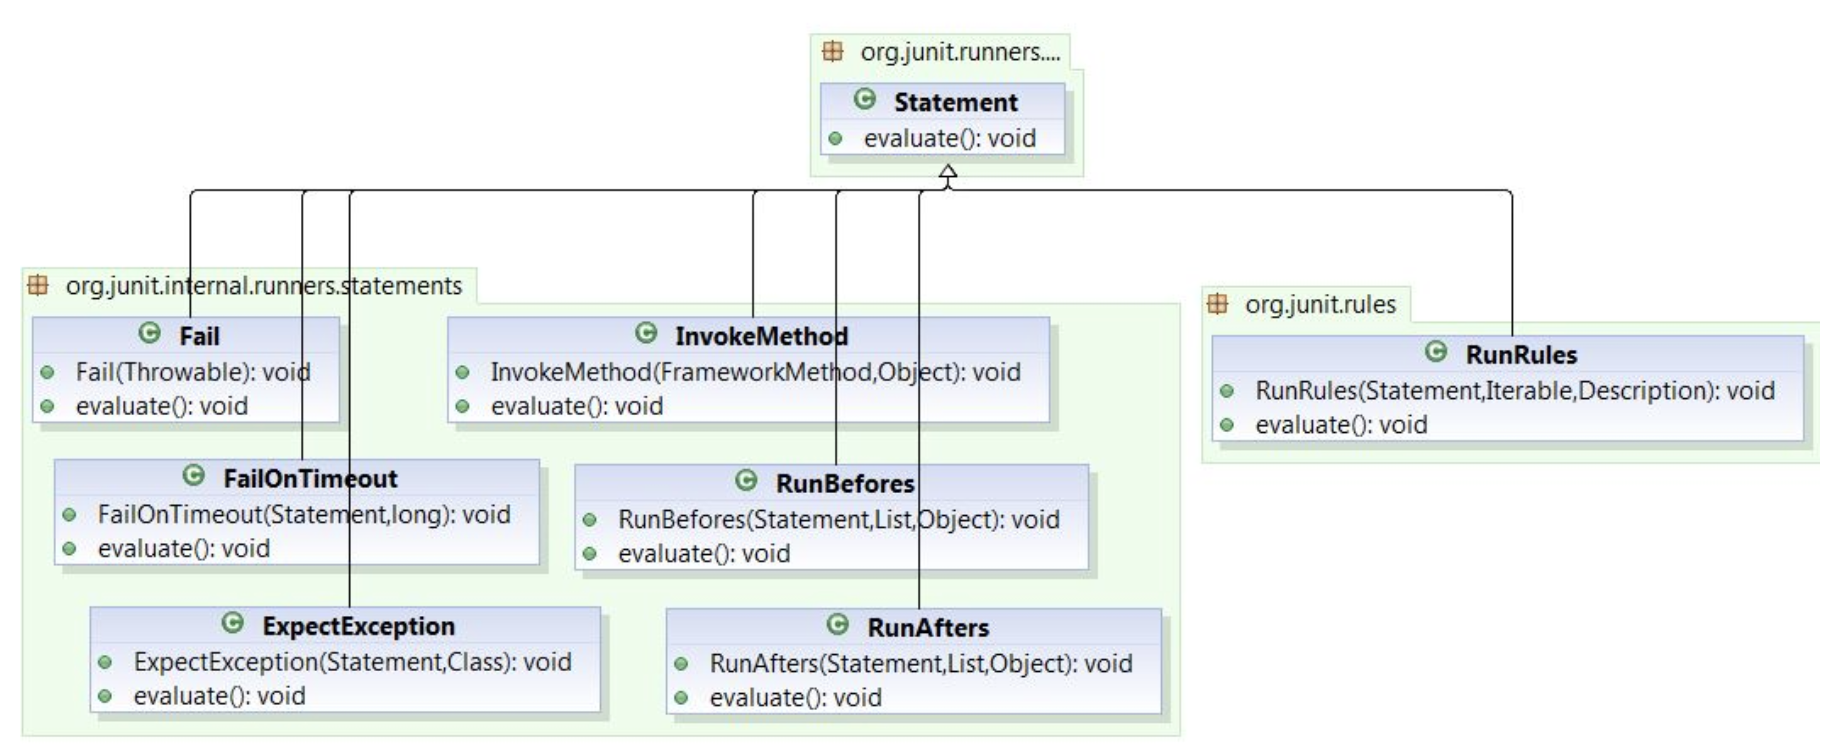 org.junit.runners....
Statement
evaluate(): void
org.junit.internal.runners.statements
Fail
Fail(Throwable): void
evaluate(): void
InvokeMethod
InvokeMethod(FrameworkMethod,Object): void
evaluate(): void
FailOnTimeout
FailOnTimeout(Statement,long): void
evaluate(): void
RunBefores
RunBefores(Statement,List,Object): void
evaluate(): void
ExpectException
ExpectException(Statement,Class): void
evaluate(): void
RunAfters
RunAfters(Statement,List,Object): void
evaluate(): void
org.junit.rules
RunRules
RunRules(Statement,Iterable,Description): void
evaluate(): void